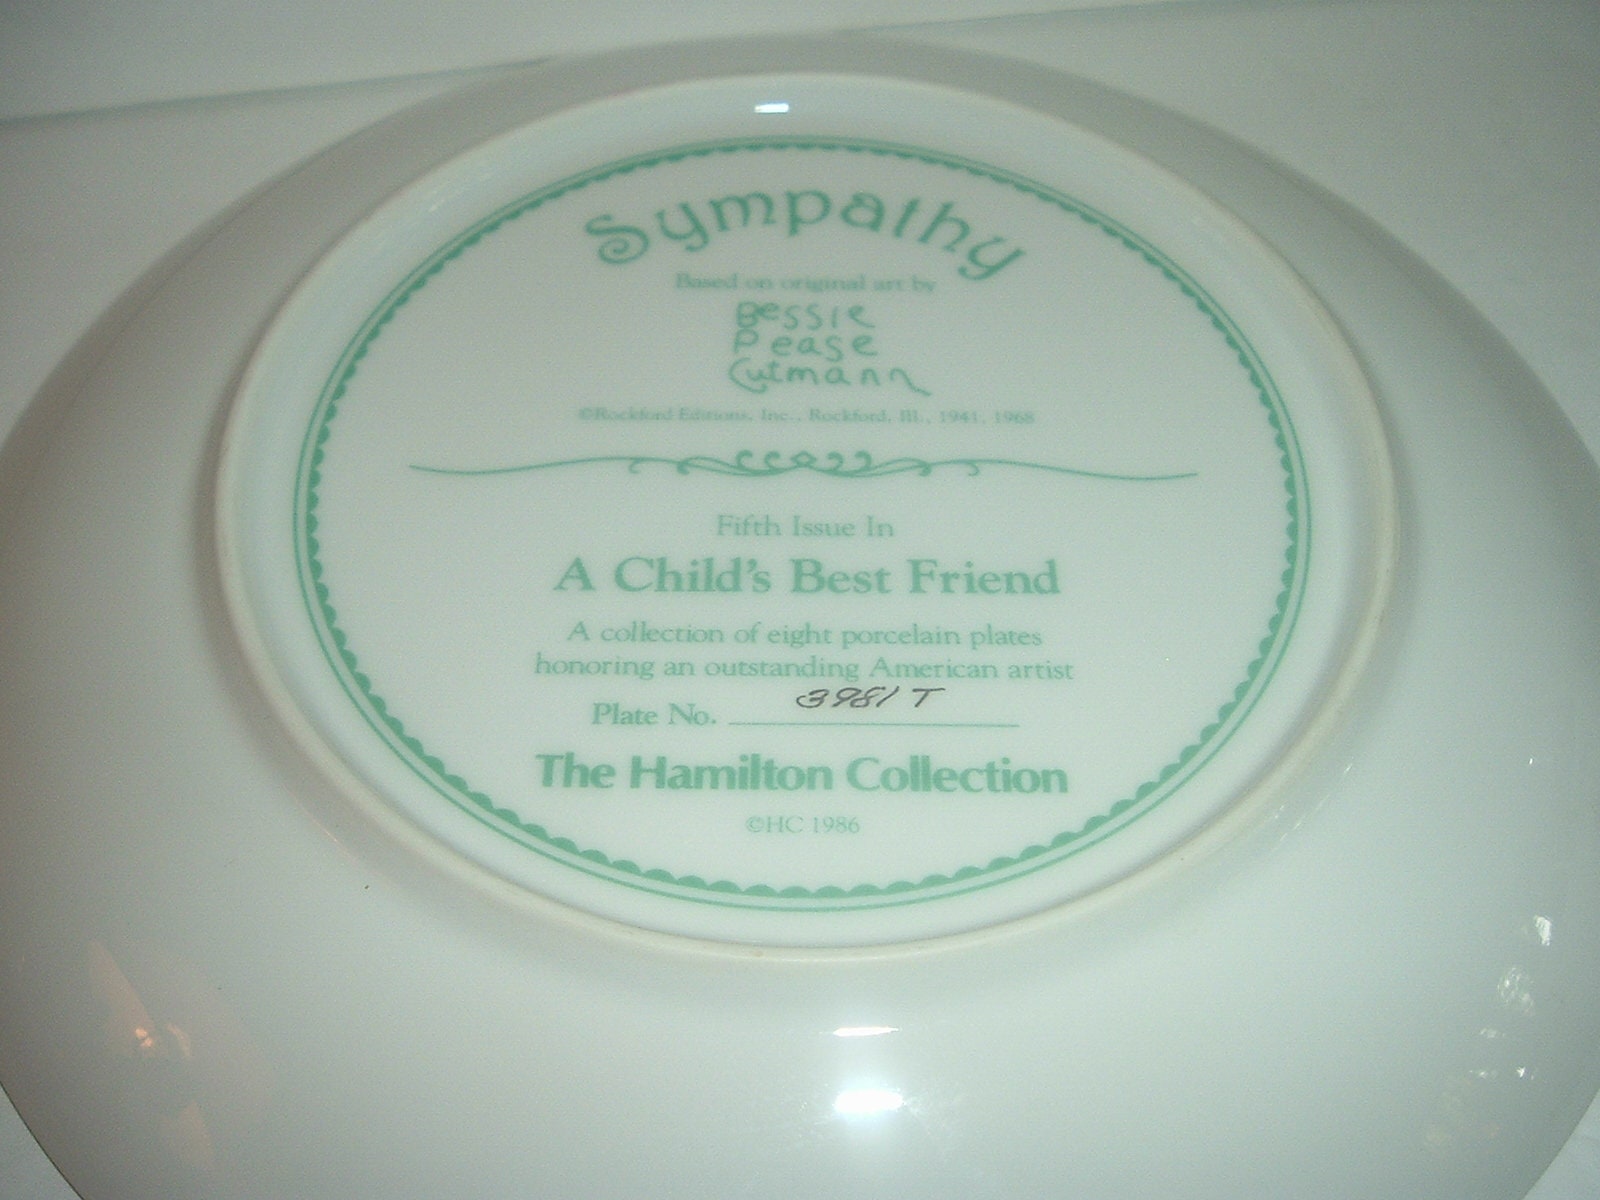 Sympathy
Based on original art by
Bessie
Pease
Gutmann
©Rockford Editions, Inc., Rockford, Ill., 1941, 1968
Fifth Issue In
A Child's Best Friend
A collection of eight porcelain plates
honoring an outstanding American artist
Plate No. 3981 T
The Hamilton Collection
©HC 1986